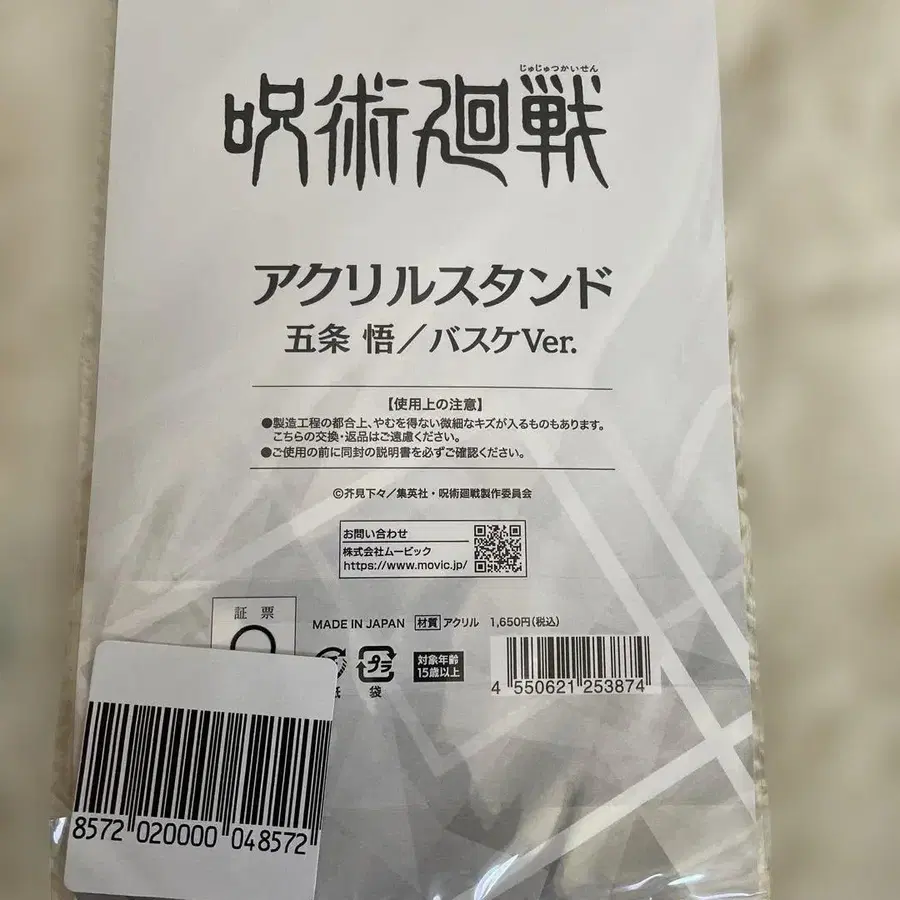 じゅじゅつかいせん
呪術廻戦
アクリルスタンド
五条 悟／バスケVer.
【使用上の注意】
●製造工程の都合上、やむを得ない微細なキズが入るものもあります。
こちらの交換・返品はご遠慮ください。
●ご使用の前に同封の説明書を必ずご確認ください。
©芥見下々／集英社・呪術廻戦製作委員会
お問い合わせ
株式会社ムービック
https://www.movic.jp/
証 票
MADE IN JAPAN 材質 アクリル 1,650円(税込)
プラ
対象年齢
15歳以上
紙 袋
4 550621 253874
8572 020000 048572